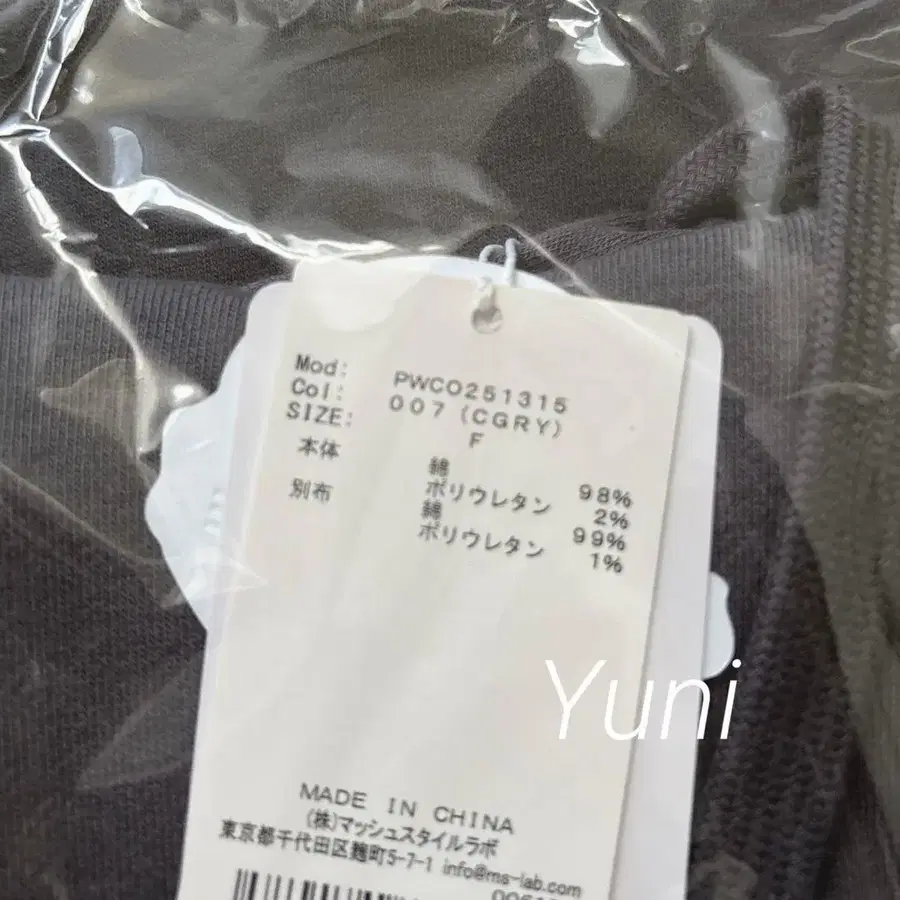 Mod: PWCO251315
Col: 007 (CGRY)
SIZE: F
本体 綿 98%
ポリウレタン 2%
別布 綿 99%
ポリウレタン 1%
Yuni
MADE IN CHINA
(株)マッシュスタイルラボ
東京都千代田区麹町5-7-1 info@ms-lab.com